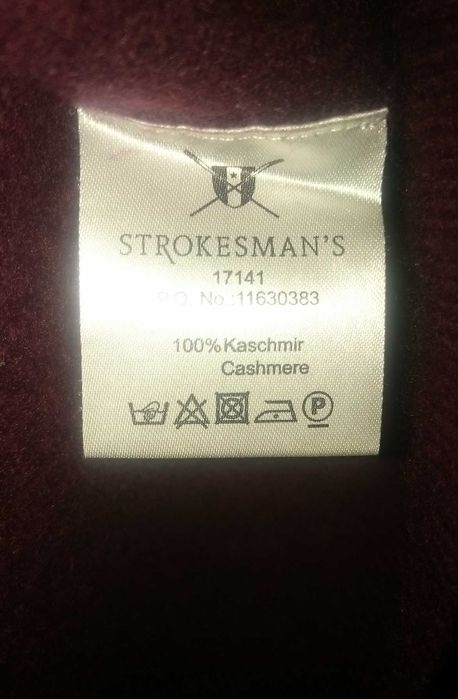 STROKESMAN'S
17141
P.O. No.:11630383
100% Kaschmir
Cashmere
P